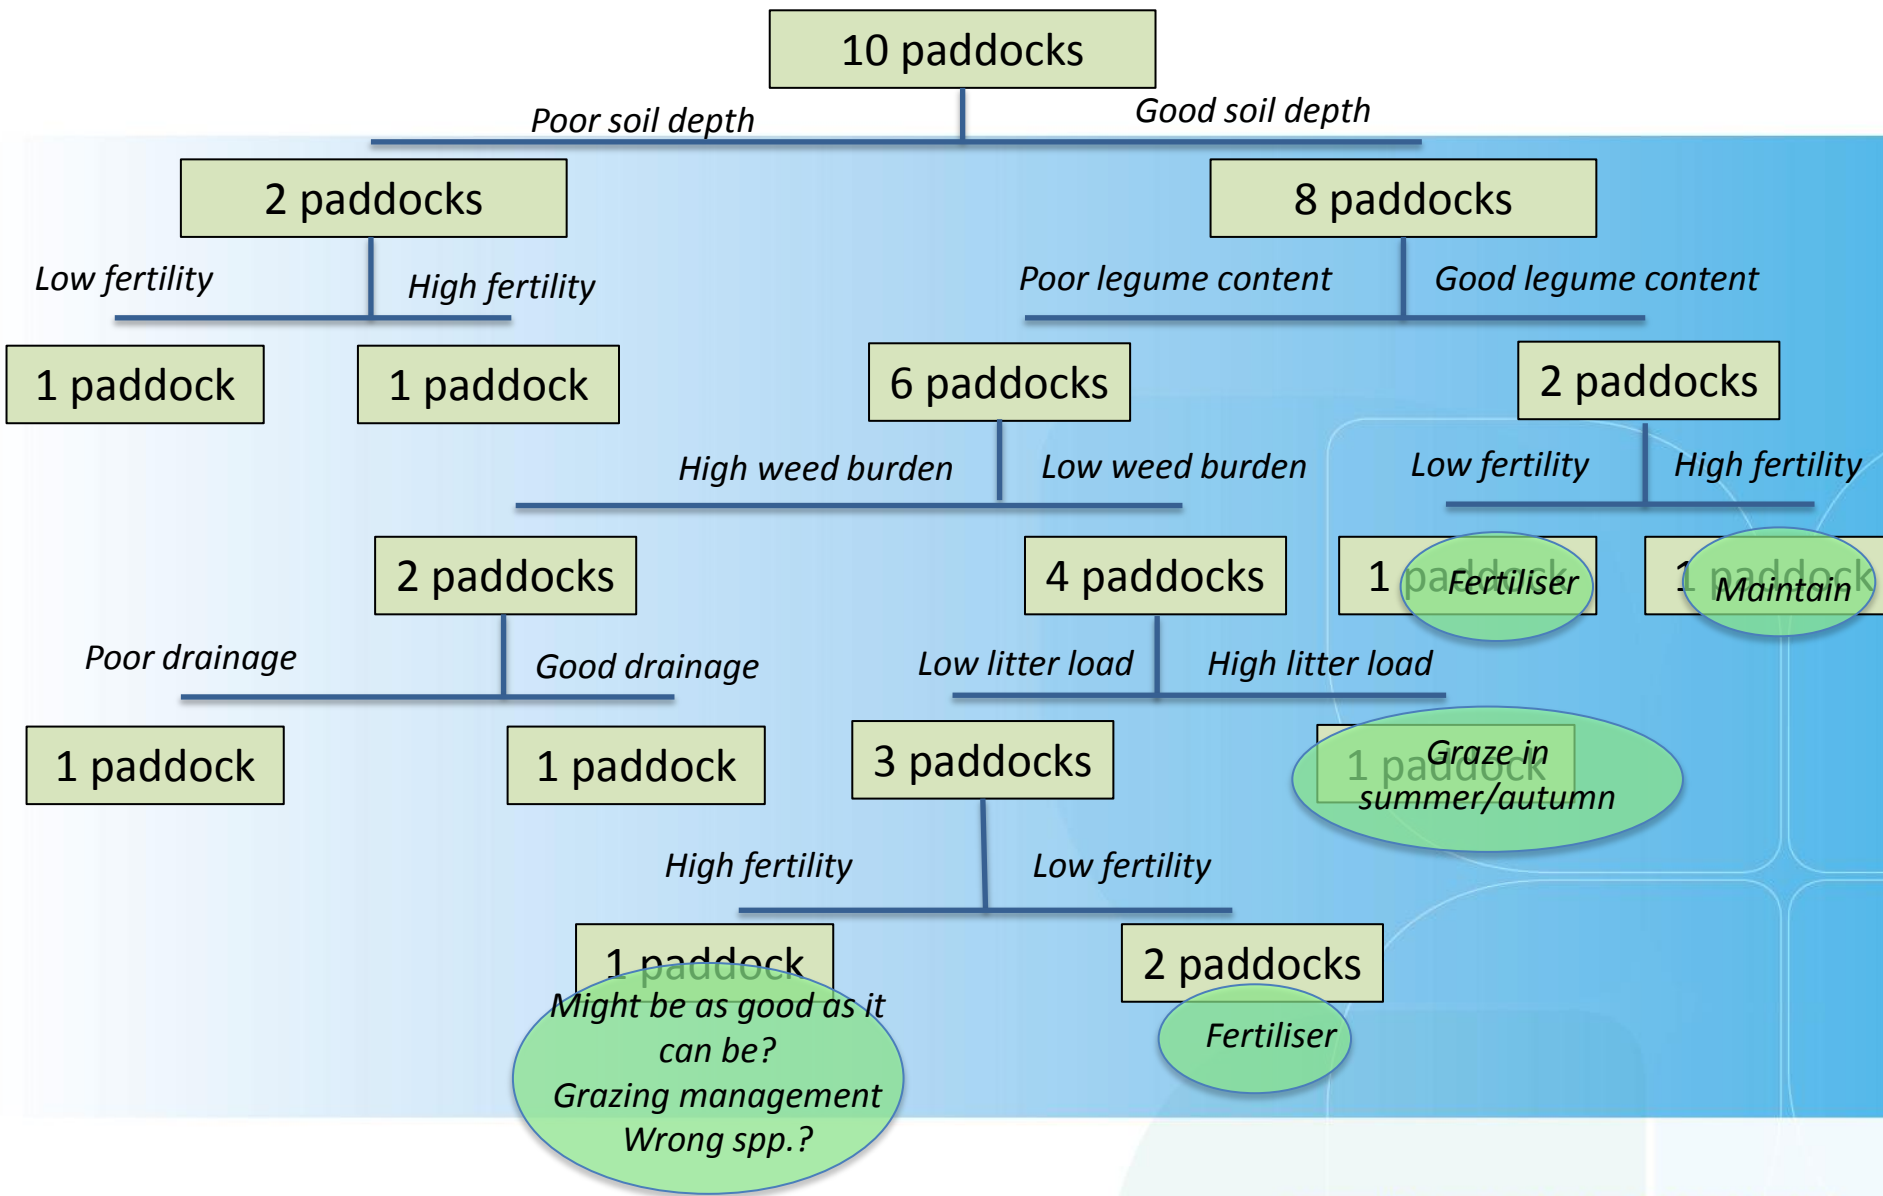 10 paddocks
Poor soil depth
Good soil depth
2 paddocks
8 paddocks
Low fertility
High fertility
Poor legume content
Good legume content
1 paddock
1 paddock
6 paddocks
2 paddocks
High weed burden
Low weed burden
Low fertility
High fertility
2 paddocks
4 paddocks
1 paddock
Fertiliser
1 paddock
Maintain
Poor drainage
Good drainage
Low litter load
High litter load
1 paddock
1 paddock
3 paddocks
1 paddock
Graze in
summer/autumn
High fertility
Low fertility
1 paddock
Might be as good as it
can be?
Grazing management
Wrong spp.?
2 paddocks
Fertiliser